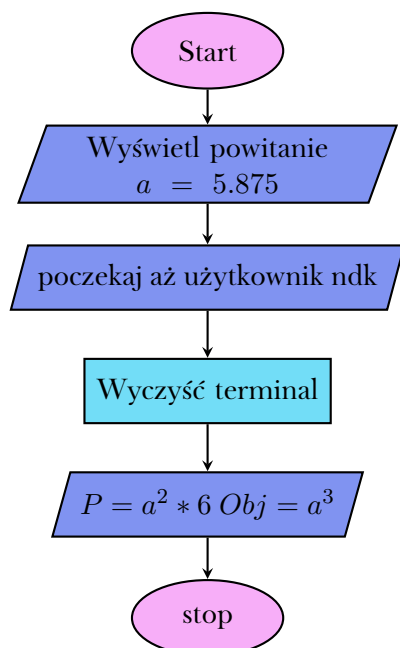 Start
Wyświetl powitanie
a = 5.875
poczekaj aż użytkownik ndk
Wyczyść terminal
P = a² * 6 Obj = a³
stop